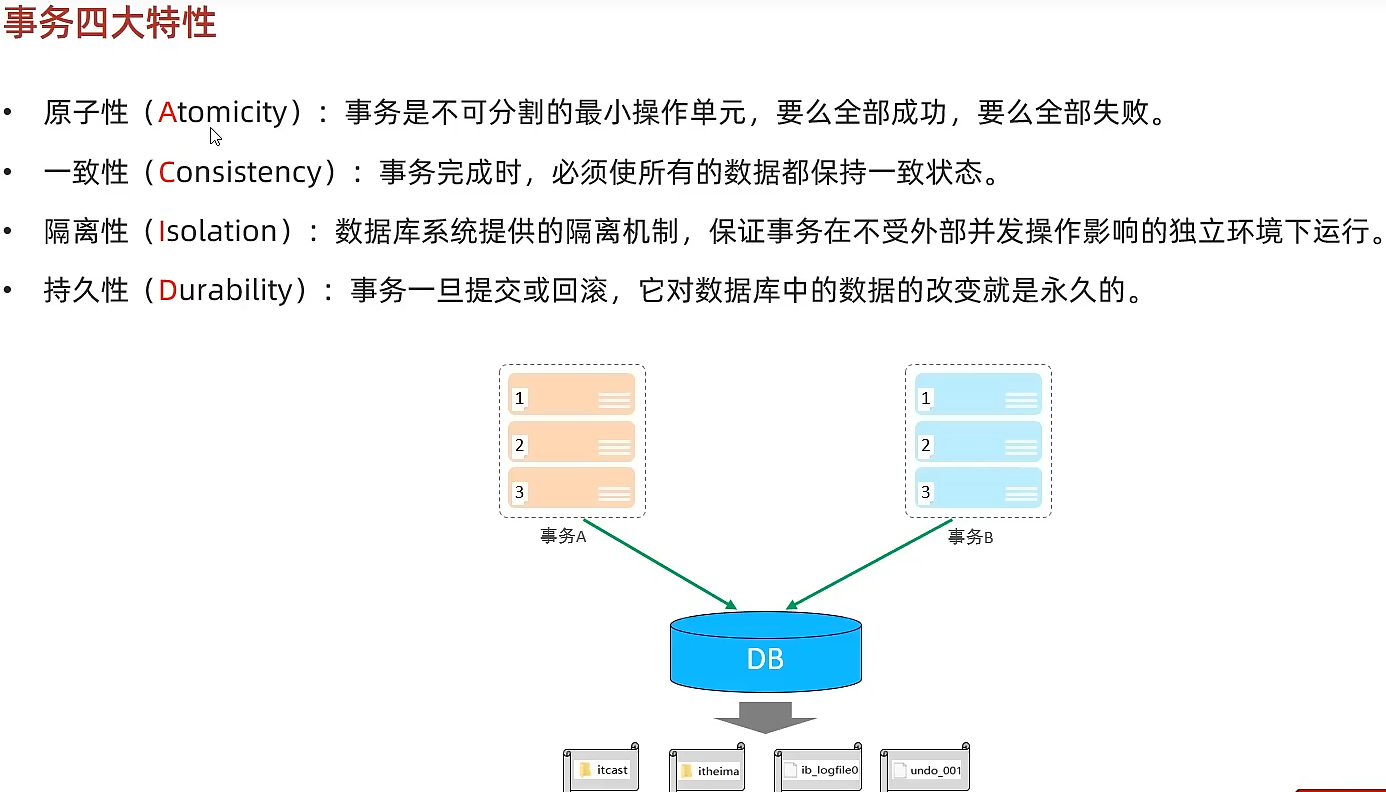 事务四大特性
• 原子性（Atomicity）：事务是不可分割的最小操作单元，要么全部成功，要么全部失败。
• 一致性（Consistency）：事务完成时，必须使所有的数据都保持一致状态。
• 隔离性（Isolation）：数据库系统提供的隔离机制，保证事务在不受外部并发操作影响的独立环境下运行。
• 持久性（Durability）：事务一旦提交或回滚，它对数据库中的数据的改变就是永久的。
1
2
3
事务A
1
2
3
事务B
DB
itcast
itheima
ib_logfile0
undo_001